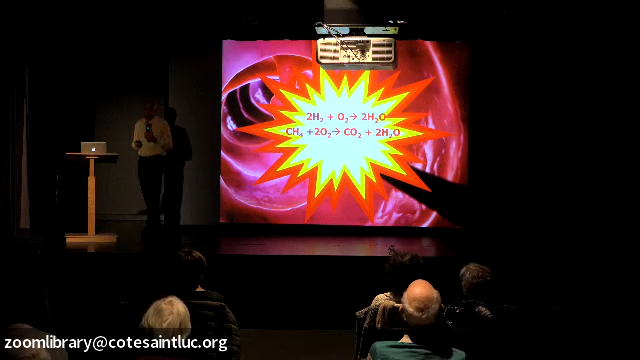 2H₂ + O₂→ 2H₂O
CH₄ +2O₂→ CO₂ + 2H₂O
zoomlibrary@cotesaintluc.org